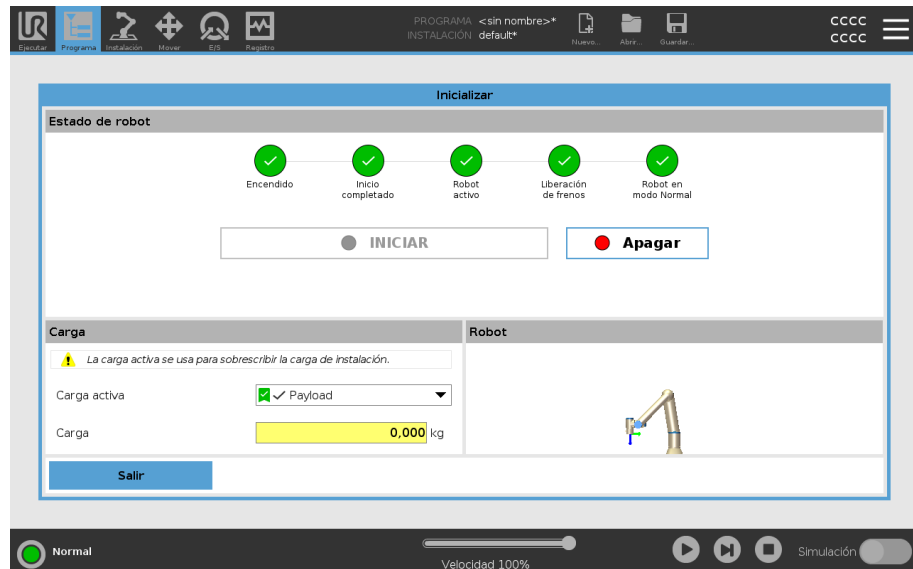 UR
PROGRAMA <sin nombre>*
INSTALACIÓN default*
CCCC
CCCC
Ejecutar Programa Instalación Mover E/S Registro Nuevo... Abrir... Guardar...
Inicializar
Estado de robot
Encendido
Inicio
completado
Robot
activo
Liberación
de frenos
Robot en
modo Normal
INICIAR
Apagar
Carga
Robot
La carga activa se usa para sobrescribir la carga de instalación.
Carga activa
Payload
Carga
0,000 kg
Salir
Normal
Velocidad 100%
Simulación